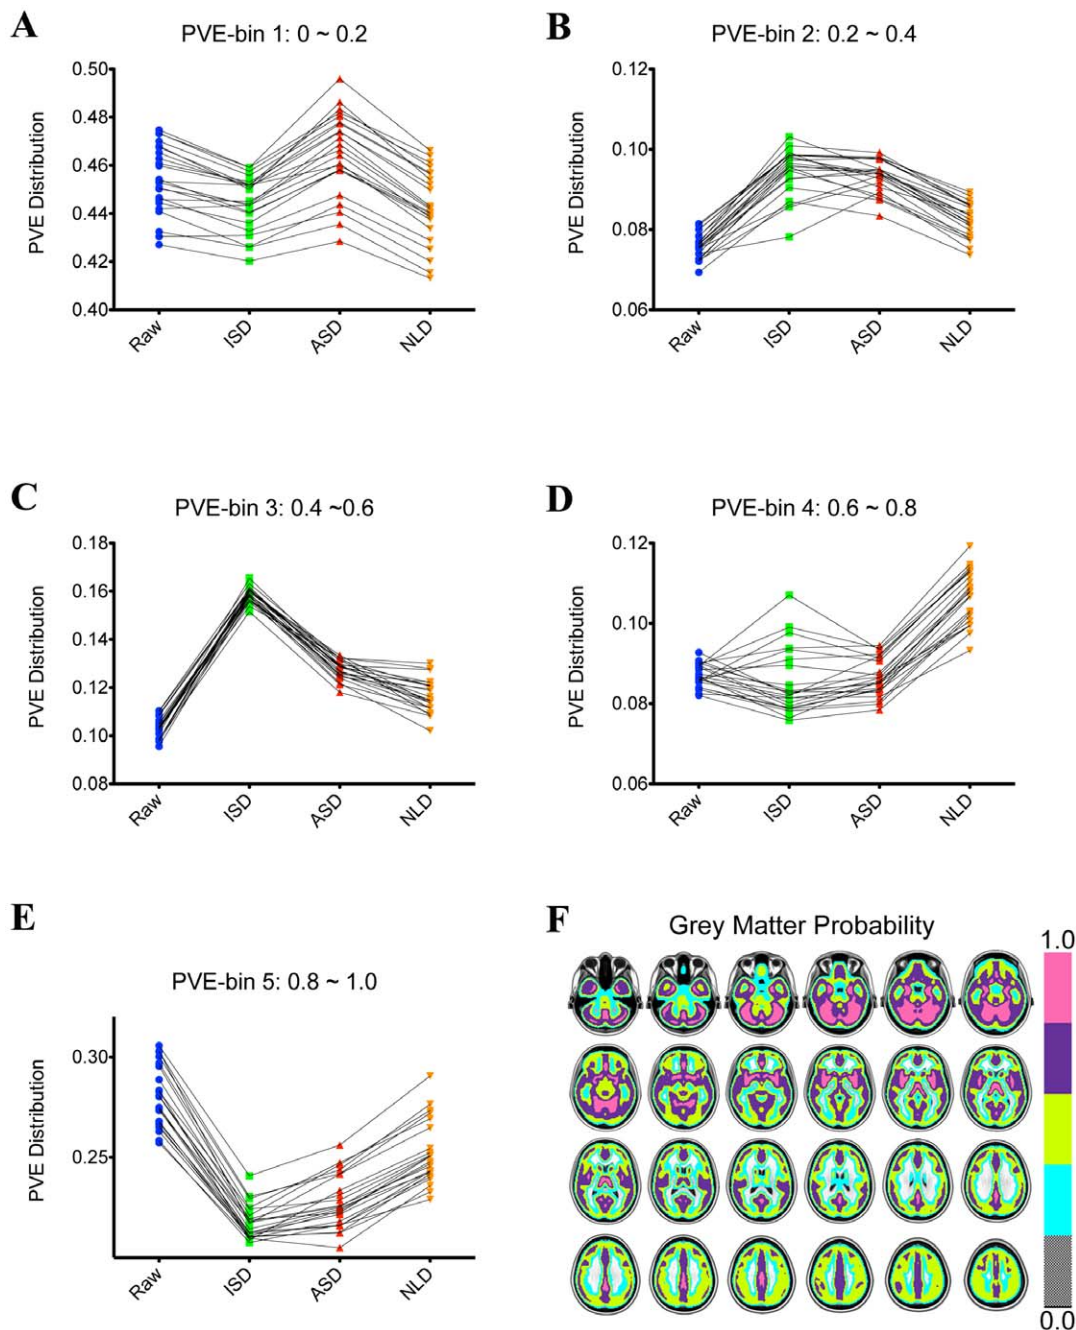 A
PVE-bin 1: 0 ~ 0.2
PVE Distribution
0.50
0.48
0.46
0.44
0.42
0.40
Raw
ISD
ASD
NLD
B
PVE-bin 2: 0.2 ~ 0.4
PVE Distribution
0.12
0.10
0.08
0.06
Raw
ISD
ASD
NLD
C
PVE-bin 3: 0.4 ~0.6
PVE Distribution
0.18
0.16
0.14
0.12
0.10
0.08
Raw
ISD
ASD
NLD
D
PVE-bin 4: 0.6 ~ 0.8
PVE Distribution
0.12
0.10
0.08
0.06
Raw
ISD
ASD
NLD
E
PVE-bin 5: 0.8 ~ 1.0
PVE Distribution
0.30
0.25
Raw
ISD
ASD
NLD
F
Grey Matter Probability
1.0
0.0